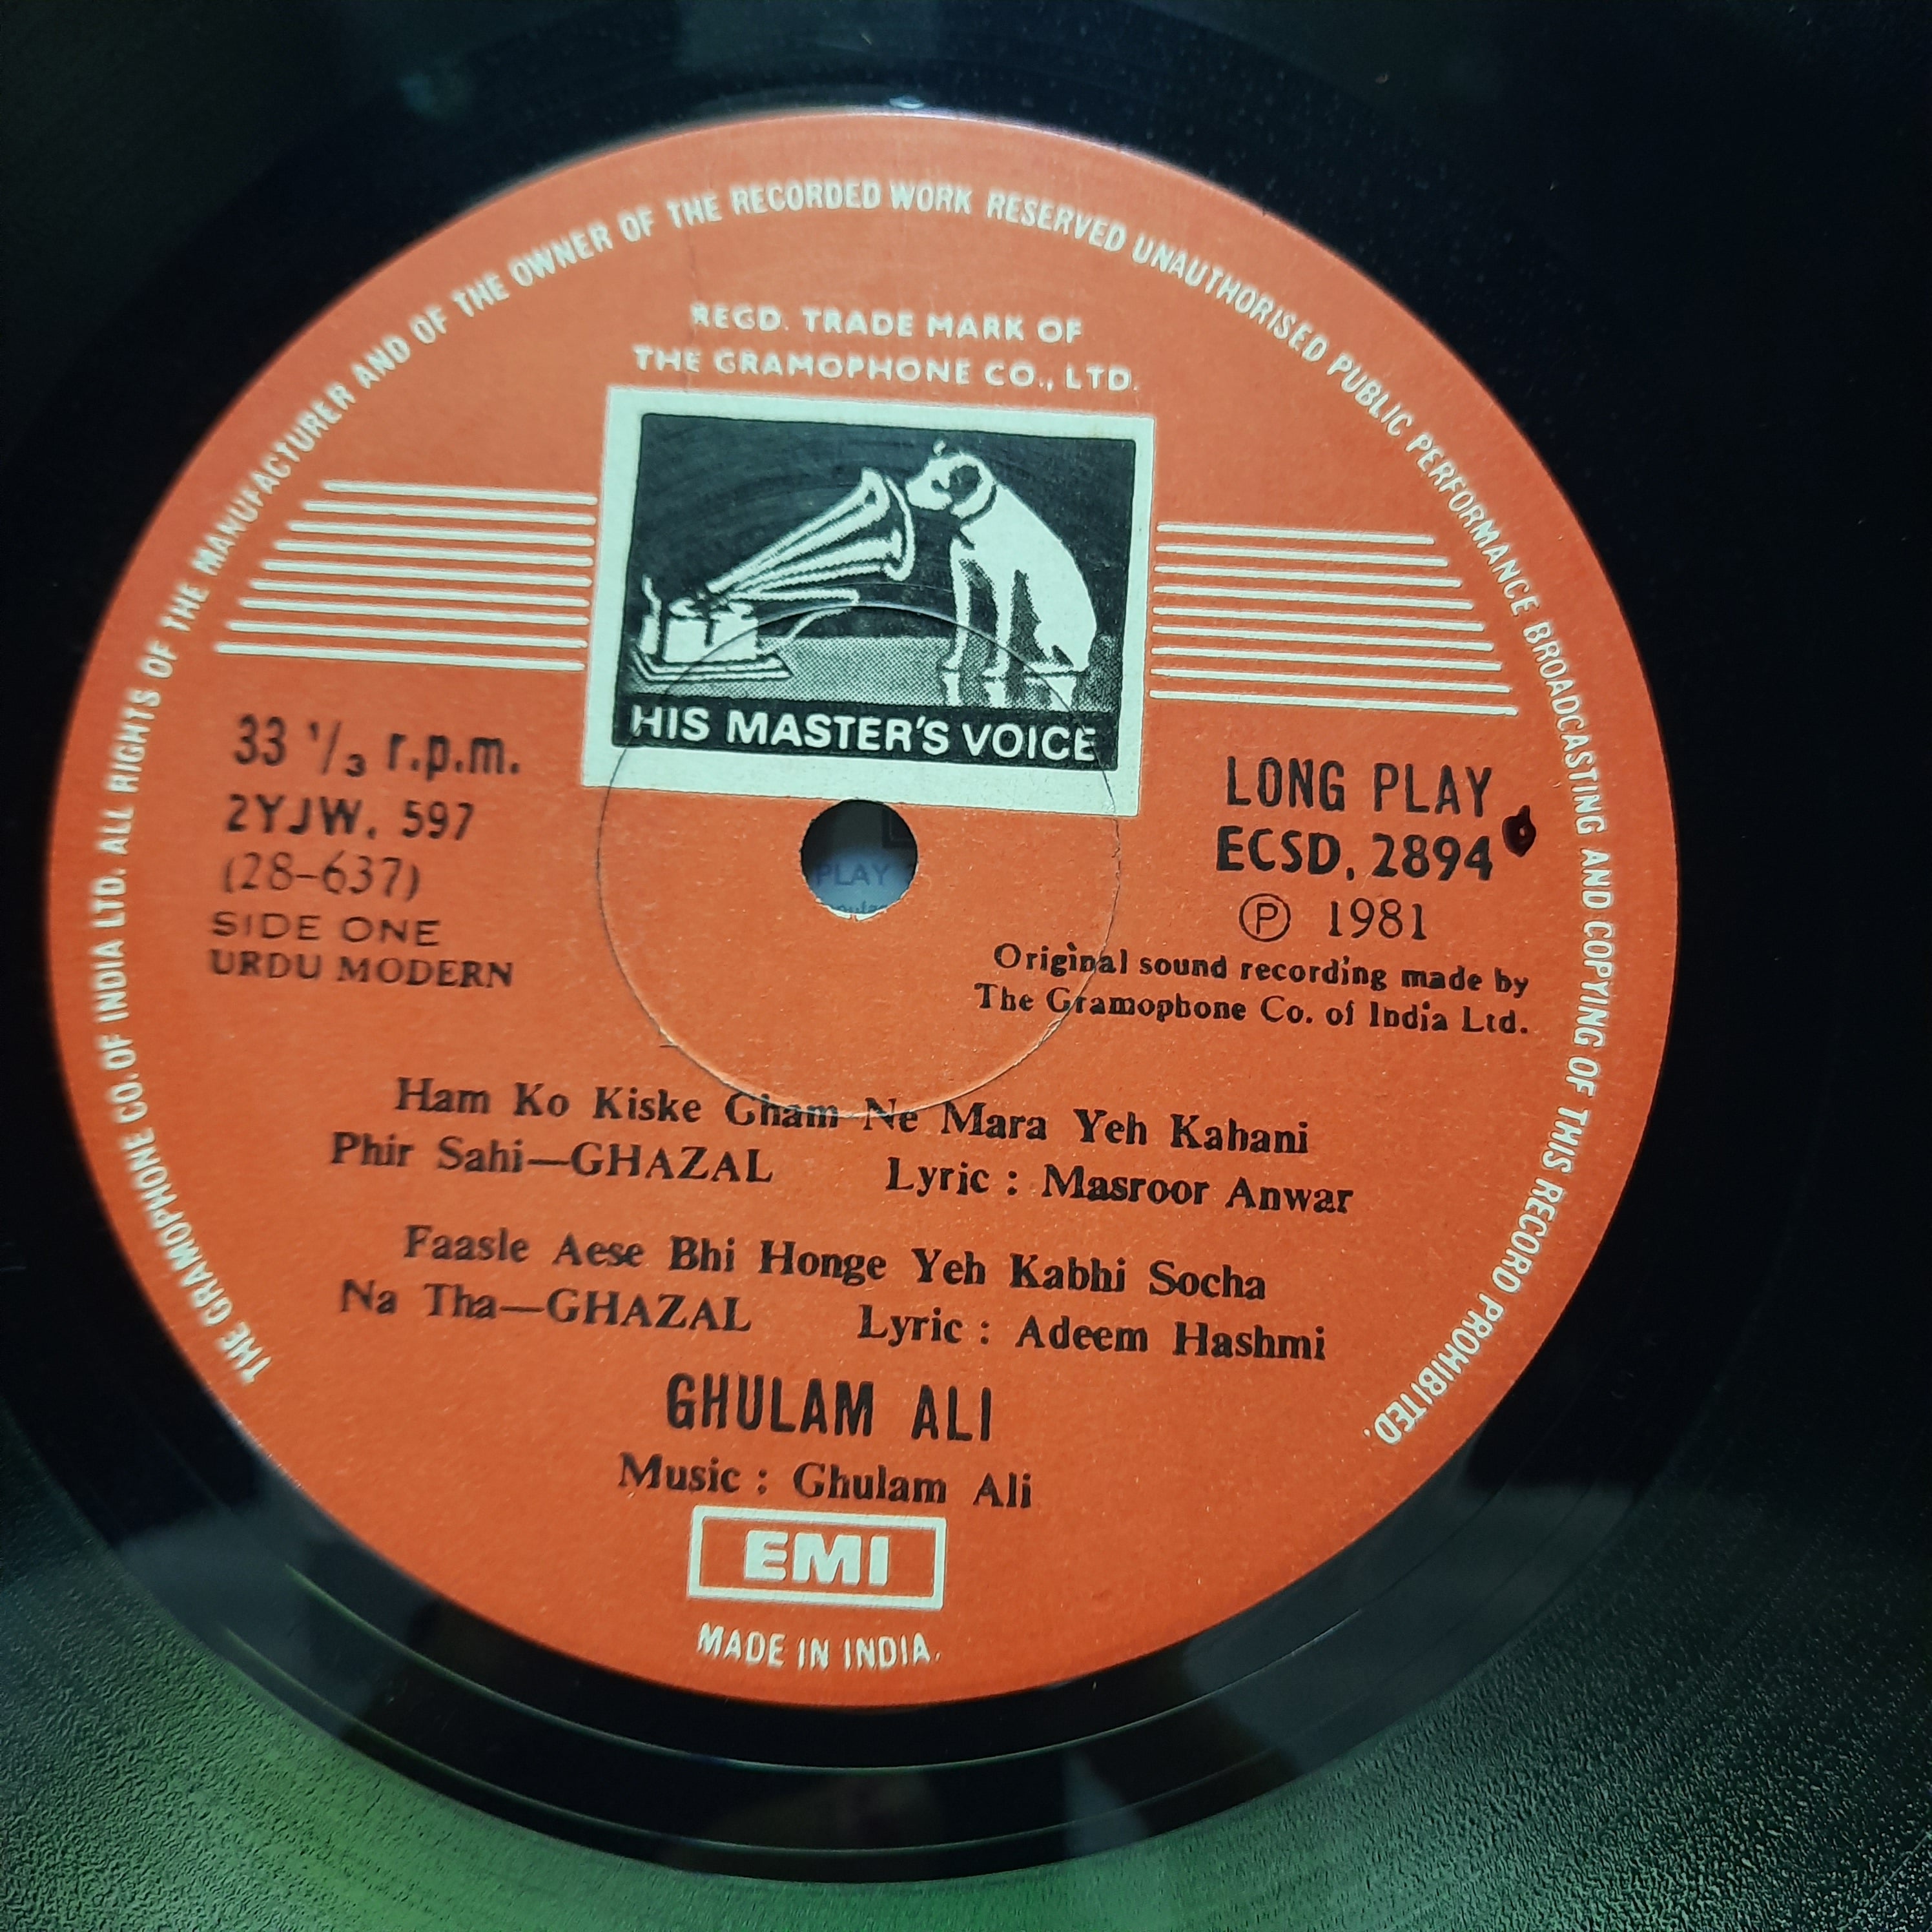 THE GRAMOPHONE CO. OF INDIA LTD. ALL RIGHTS OF THE MANUFACTURER AND OF THE OWNER OF THE RECORDED WORK RESERVED UNAUTHORISED PUBLIC PERFORMANCE BROADCASTING AND COPYING OF THIS RECORD PROHIBITED.
REGD. TRADE MARK OF
THE GRAMOPHONE CO., LTD.
HIS MASTER'S VOICE
33 1/3 r.p.m.
2YJW. 597
(28-637)
SIDE ONE
URDU MODERN
LONG PLAY
ECSD. 2894
Ⓟ 1981
Original sound recording made by
The Gramophone Co. of India Ltd.
PLAY
Ham Ko Kiske Gham Ne Mara Yeh Kahani
Phir Sahi—GHAZAL Lyric : Masroor Anwar
Faasle Aese Bhi Honge Yeh Kabhi Socha
Na Tha—GHAZAL Lyric : Adeem Hashmi
GHULAM ALI
Music : Ghulam Ali
EMI
MADE IN INDIA.